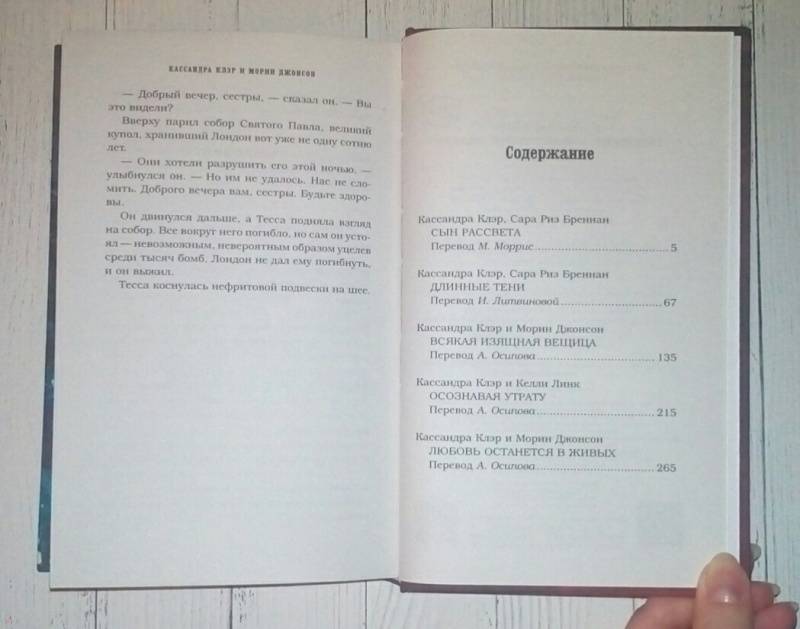 КАССАНДРА КЛЭР И МОРИН ДЖОНСОН
— Добрый вечер, сестры, — сказал он. — Вы
это видели?
Вверху парил собор Святого Павла, великий
купол, хранивший Лондон вот уже не одну сотню
лет.
— Они хотели разрушить его этой ночью, —
улыбнулся он. — Но им не удалось. Нас не сло-
мить. Доброго вечера вам, сестры. Будьте здоро-
вы.
Он двинулся дальше, а Тесса подняла взгляд
на собор. Все вокруг него погибло, но сам он усто-
ял — невозможным, невероятным образом уцелев
среди тысяч бомб. Лондон не дал ему погибнуть,
и он выжил.
Тесса коснулась нефритовой подвески на шее.
Содержание
Кассандра Клэр, Сара Риз Бреннан
СЫН РАССВЕТА
Перевод М. Моррис 5
Кассандра Клэр, Сара Риз Бреннан
ДЛИННЫЕ ТЕНИ
Перевод И. Литвиновой 67
Кассандра Клэр и Морин Джонсон
ВСЯКАЯ ИЗЯЩНАЯ ВЕЩИЦА
Перевод А. Осипова 135
Кассандра Клэр и Келли Линк
ОСОЗНАВАЯ УТРАТУ
Перевод А. Осипова 215
Кассандра Клэр и Морин Джонсон
ЛЮБОВЬ ОСТАНЕТСЯ В ЖИВЫХ
Перевод А. Осипова 265